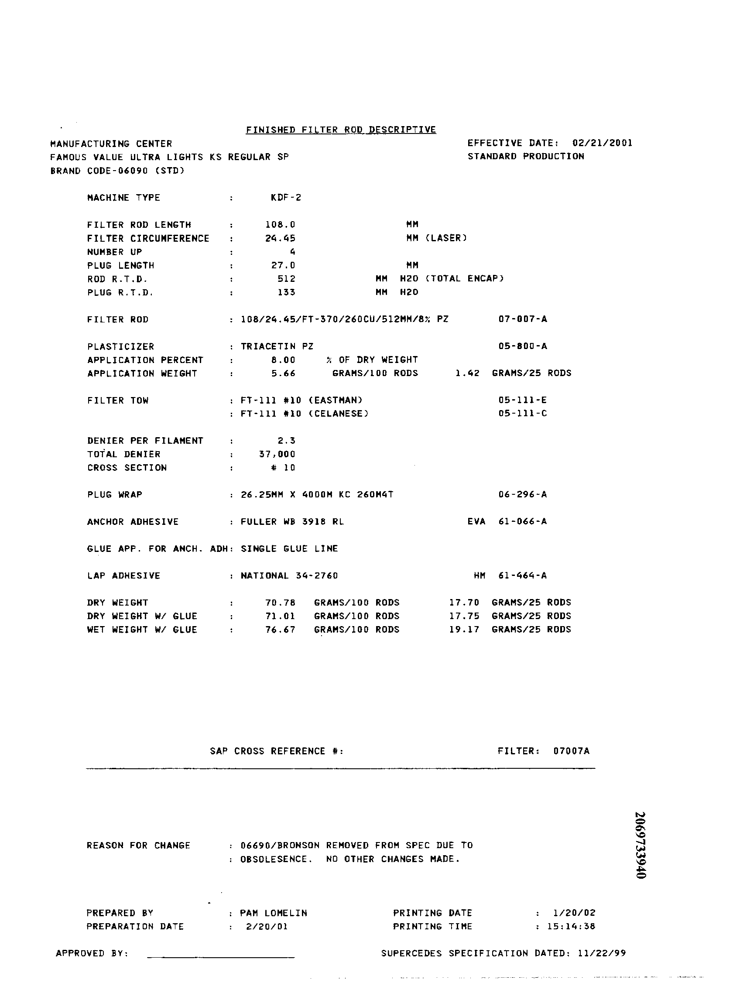 FINISHED FILTER ROD DESCRIPTIVE
MANUFACTURING CENTER EFFECTIVE DATE: 02/21/2001
FAMOUS VALUE ULTRA LIGHTS KS REGULAR SP STANDARD PRODUCTION
BRAND CODE-06090 (STD)
MACHINE TYPE : KDF-2
FILTER ROD LENGTH : 108.0 MM
FILTER CIRCUMFERENCE : 24.45 MM (LASER)
NUMBER UP : 4
PLUG LENGTH : 27.0 MM
ROD R.T.D. : 512 MM H2O (TOTAL ENCAP)
PLUG R.T.D. : 133 MM H2O
FILTER ROD : 108/24.45/FT-370/260CU/512MM/8% PZ 07-007-A
PLASTICIZER : TRIACETIN PZ 05-800-A
APPLICATION PERCENT : 8.00 % OF DRY WEIGHT
APPLICATION WEIGHT : 5.66 GRAMS/100 RODS 1.42 GRAMS/25 RODS
FILTER TOW : FT-111 #10 (EASTMAN) 05-111-E
: FT-111 #10 (CELANESE) 05-111-C
DENIER PER FILAMENT : 2.3
TOTAL DENIER : 37,000
CROSS SECTION : # 10
PLUG WRAP : 26.25MM X 4000M KC 260M4T 06-296-A
ANCHOR ADHESIVE : FULLER WB 3918 RL EVA 61-066-A
GLUE APP. FOR ANCH. ADH: SINGLE GLUE LINE
LAP ADHESIVE : NATIONAL 34-2760 HM 61-464-A
DRY WEIGHT : 70.78 GRAMS/100 RODS 17.70 GRAMS/25 RODS
DRY WEIGHT W/ GLUE : 71.01 GRAMS/100 RODS 17.75 GRAMS/25 RODS
WET WEIGHT W/ GLUE : 76.67 GRAMS/100 RODS 19.17 GRAMS/25 RODS
SAP CROSS REFERENCE #: FILTER: 07007A
2069733940
REASON FOR CHANGE : 06690/BRONSON REMOVED FROM SPEC DUE TO
: OBSOLESENCE. NO OTHER CHANGES MADE.
PREPARED BY : PAM LOMELIN PRINTING DATE : 1/20/02
PREPARATION DATE : 2/20/01 PRINTING TIME : 15:14:38
APPROVED BY: SUPERCEDES SPECIFICATION DATED: 11/22/99